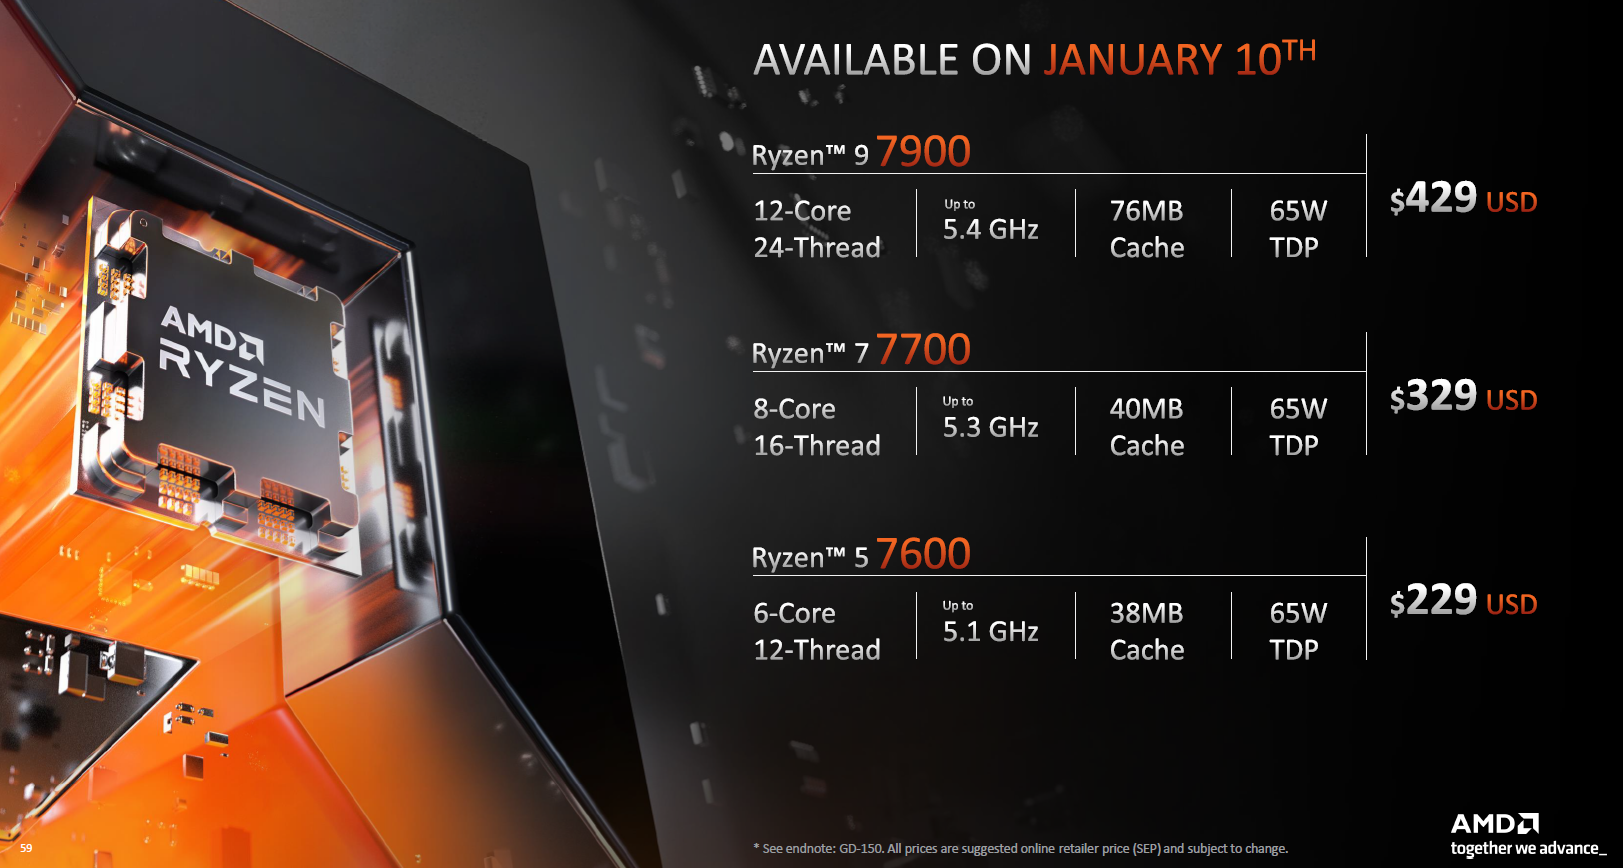 AVAILABLE ON JANUARY 10TH
Ryzen™ 9 7900
12-Core
24-Thread
Up to
5.4 GHz
76MB
Cache
65W
TDP
$429 USD
Ryzen™ 7 7700
8-Core
16-Thread
Up to
5.3 GHz
40MB
Cache
65W
TDP
$329 USD
Ryzen™ 5 7600
6-Core
12-Thread
Up to
5.1 GHz
38MB
Cache
65W
TDP
$229 USD
AMD
RYZEN
59
* See endnote: GD-150. All prices are suggested online retailer price (SEP) and subject to change.
AMD
together we advance_